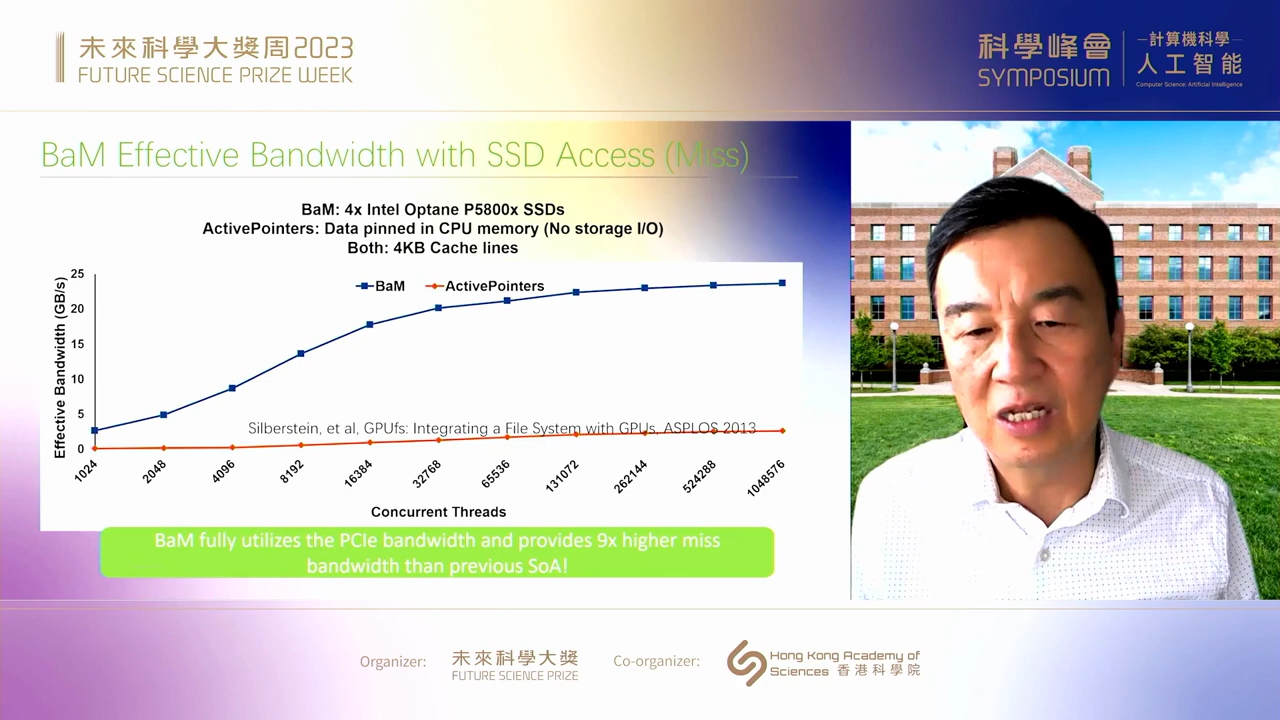 未來科學大獎周2023
FUTURE SCIENCE PRIZE WEEK
科學峰會
SYMPOSIUM
計算機科學
人工智能
Computer Science: Artificial Intelligence
BaM Effective Bandwidth with SSD Access (Miss)
BaM: 4x Intel Optane P5800x SSDs
ActivePointers: Data pinned in CPU memory (No storage I/O)
Both: 4KB Cache lines
Effective Bandwidth (GB/s)
25
20
15
10
5
0
BaM
ActivePointers
Silberstein, et al, GPUfs: Integrating a File System with GPUs, ASPLOS 2013
1024
2048
4096
8192
16384
32768
65536
131072
262144
524288
1048576
Concurrent Threads
BaM fully utilizes the PCIe bandwidth and provides 9x higher miss
bandwidth than previous SoA!
Organizer:
未來科學大獎
FUTURE SCIENCE PRIZE
Co-organizer:
Hong Kong Academy of
Sciences 香港科學院